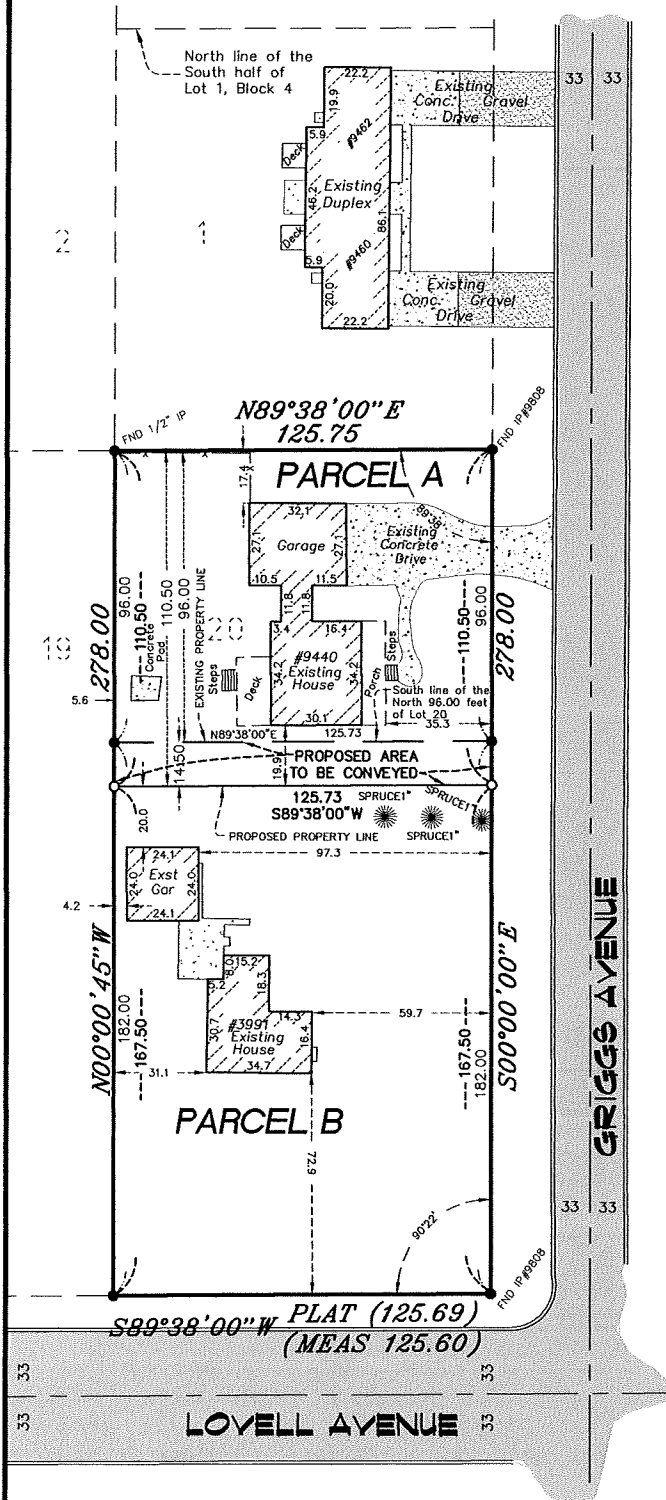 North line of the
South half of
Lot 1, Block 4
22.2
19.9
5.9
#9462
Deck
Existing
Duplex
46.2
86.1
Deck
5.9
#9460
20.0
22.2
Existing
Conc. Gravel
Drive
Existing
Conc. Gravel
Drive
33 33
2
1
N89°38'00"E
125.75
FND 1/2" IP
FND IP#9808
PARCEL A
17.4
89°38'
32.1
27.1
Garage
27.1
Existing
Concrete
Drive
10.5
11.5
11.8
11.8
3.4
16.4
96.00
110.50
278.00
110.50
96.00
EXISTING PROPERTY LINE
19
20
Concrete
Pad
5.6
Steps
Deck
34.2
#9440
Existing
House
34.2
30.1
Porch
Steps
110.50
96.00
278.00
South line of the
North 96.00 feet
of Lot 20
35.3
N89°38'00"E
125.73
14.50
19.9
PROPOSED AREA
TO BE CONVEYED
125.73
S89°38'00"W
SPRUCE1"
SPRUCE1"
SPRUCE1"
PROPOSED PROPERTY LINE
20.0
97.3
24.1
24.0
Exst
Gar
24.0
24.1
4.2
N00°00'45"W
182.00
167.50
8.0
15.2
5.2
18.3
14.3
30.7
#3991
Existing
House
16.4
34.7
59.7
31.1
167.50
182.00
S00°00'00"E
PARCEL B
72.9
90°22'
FND IP#9808
GRIGGS AVENUE
33 33
S89°38'00"W PLAT (125.69)
(MEAS 125.60)
33
33
33
33
LOVELL AVENUE